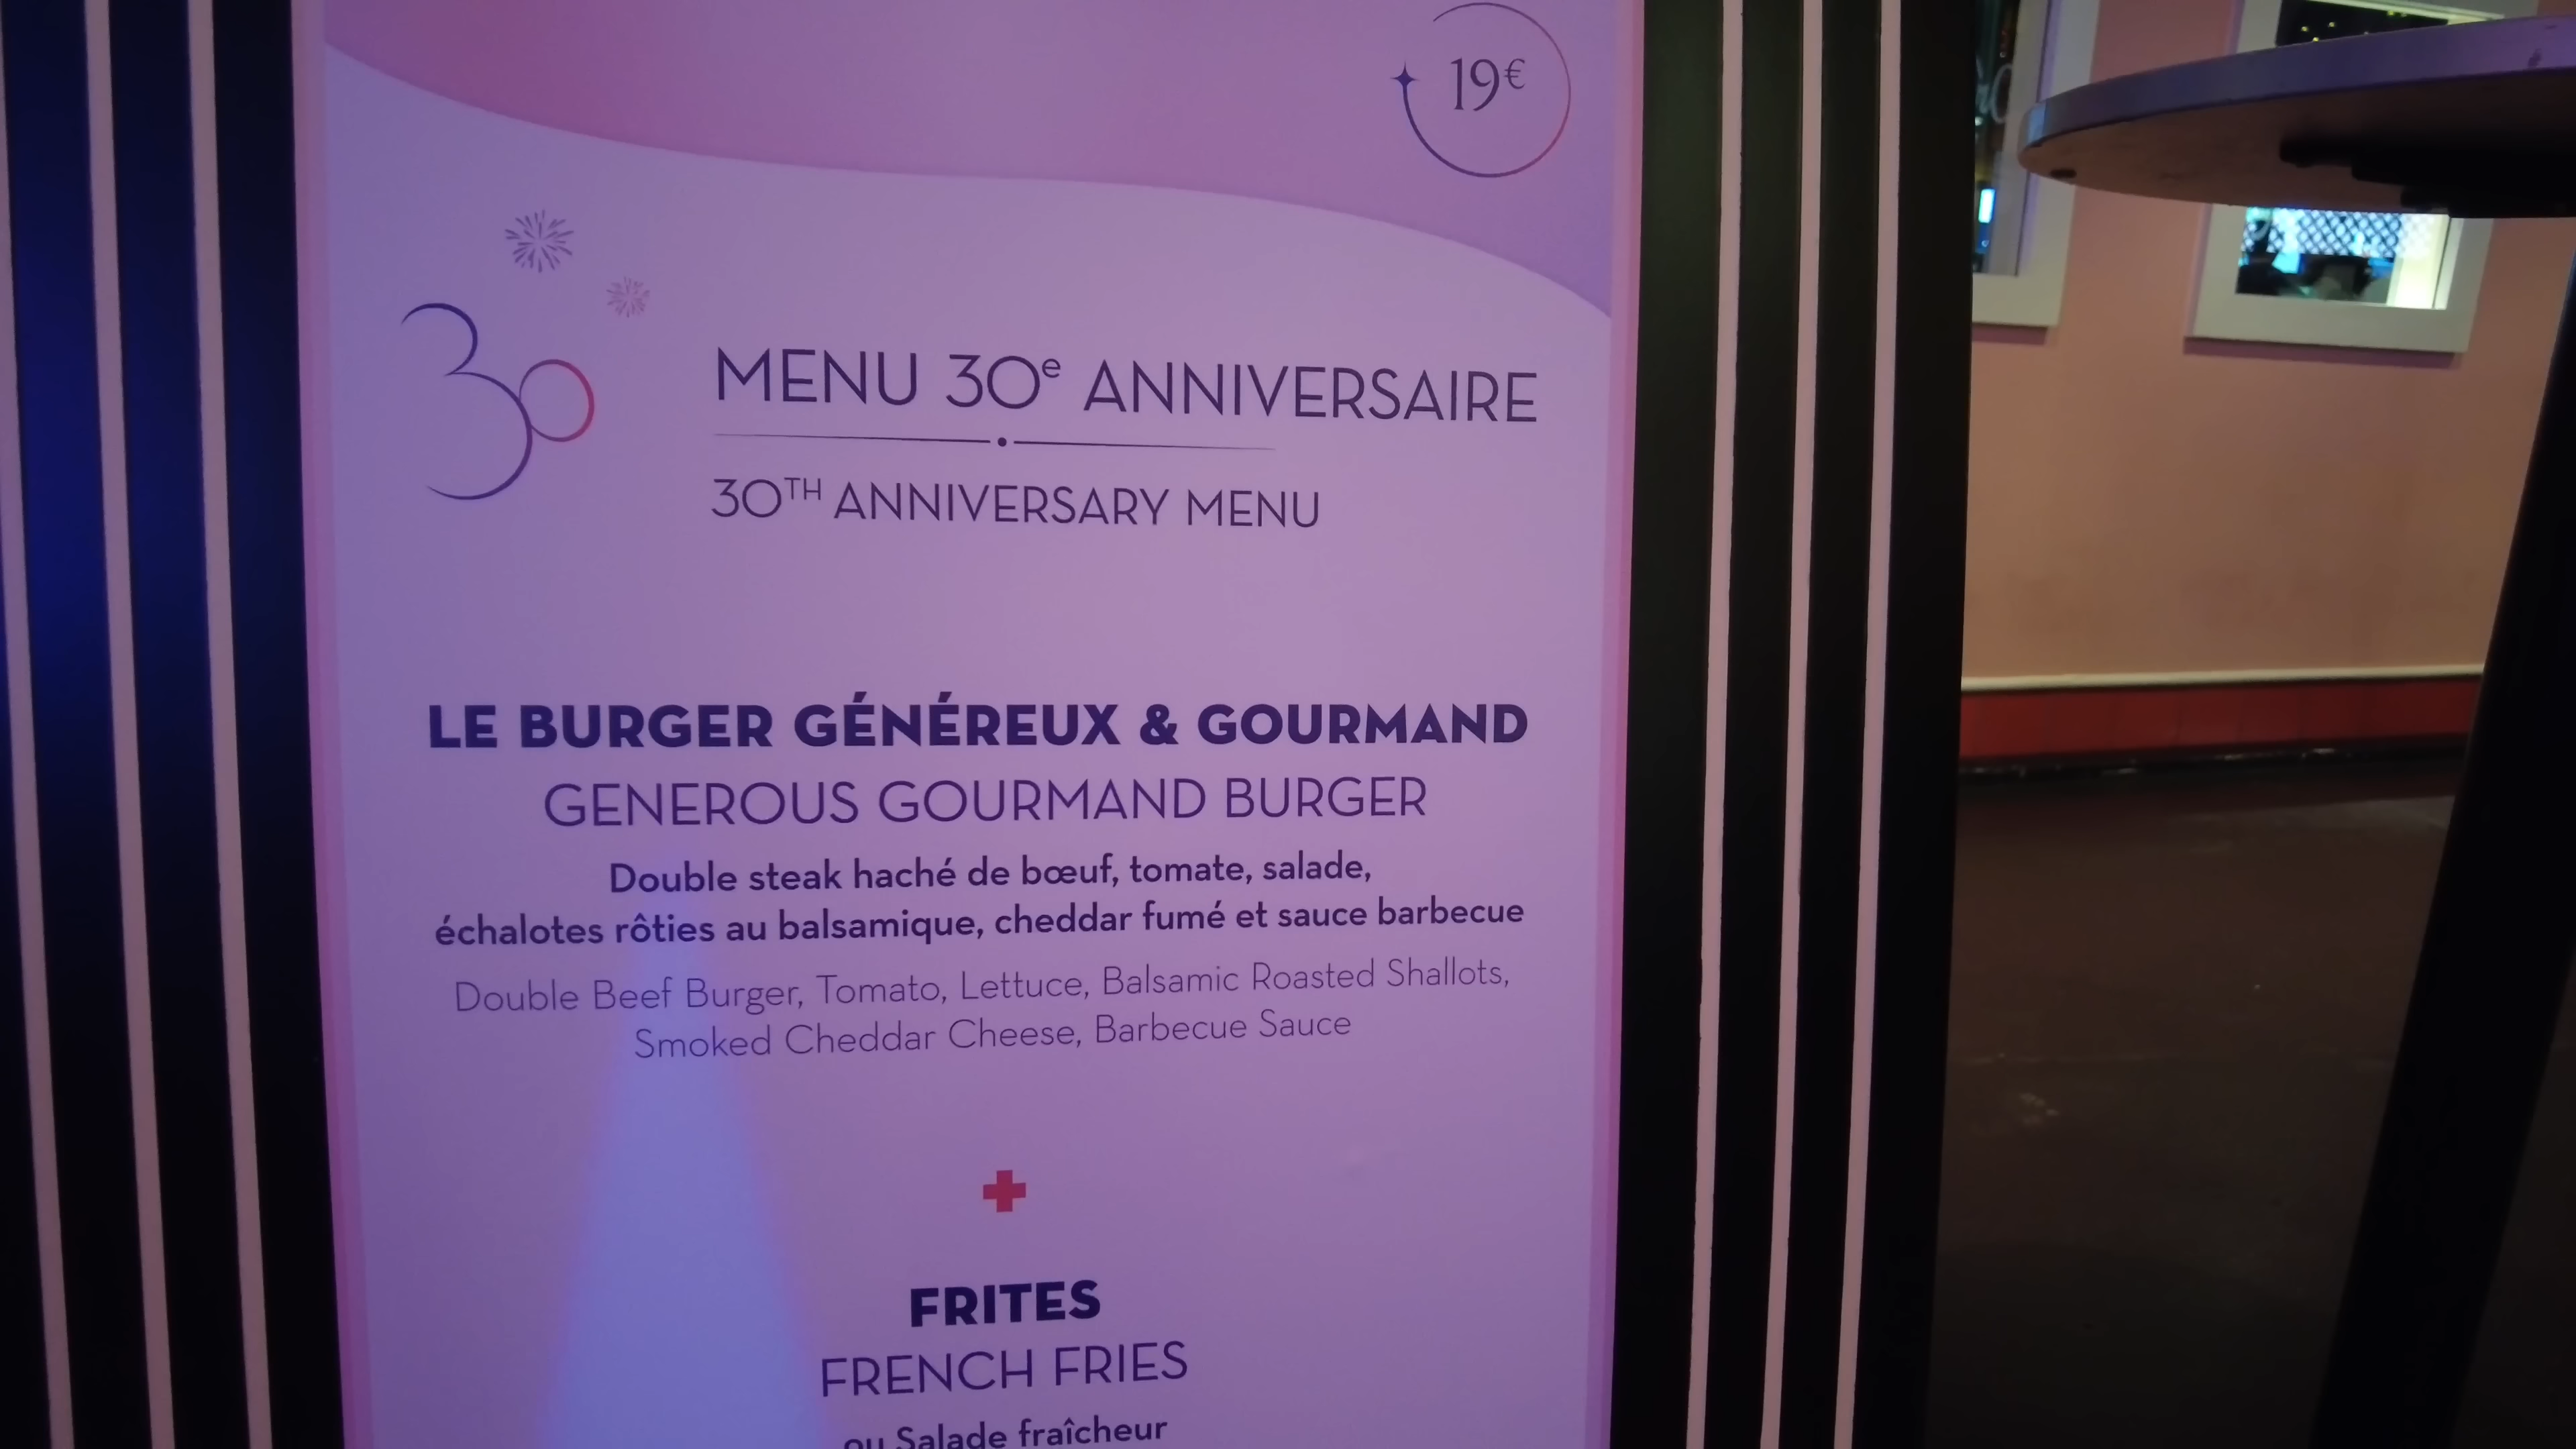 19€
30
MENU 30e ANNIVERSAIRE
30TH ANNIVERSARY MENU
LE BURGER GÉNÉREUX & GOURMAND
GENEROUS GOURMAND BURGER
Double steak haché de bœuf, tomate, salade,
échalotes rôties au balsamique, cheddar fumé et sauce barbecue
Double Beef Burger, Tomato, Lettuce, Balsamic Roasted Shallots,
Smoked Cheddar Cheese, Barbecue Sauce
+
FRITES
FRENCH FRIES
ou Salade fraîcheur